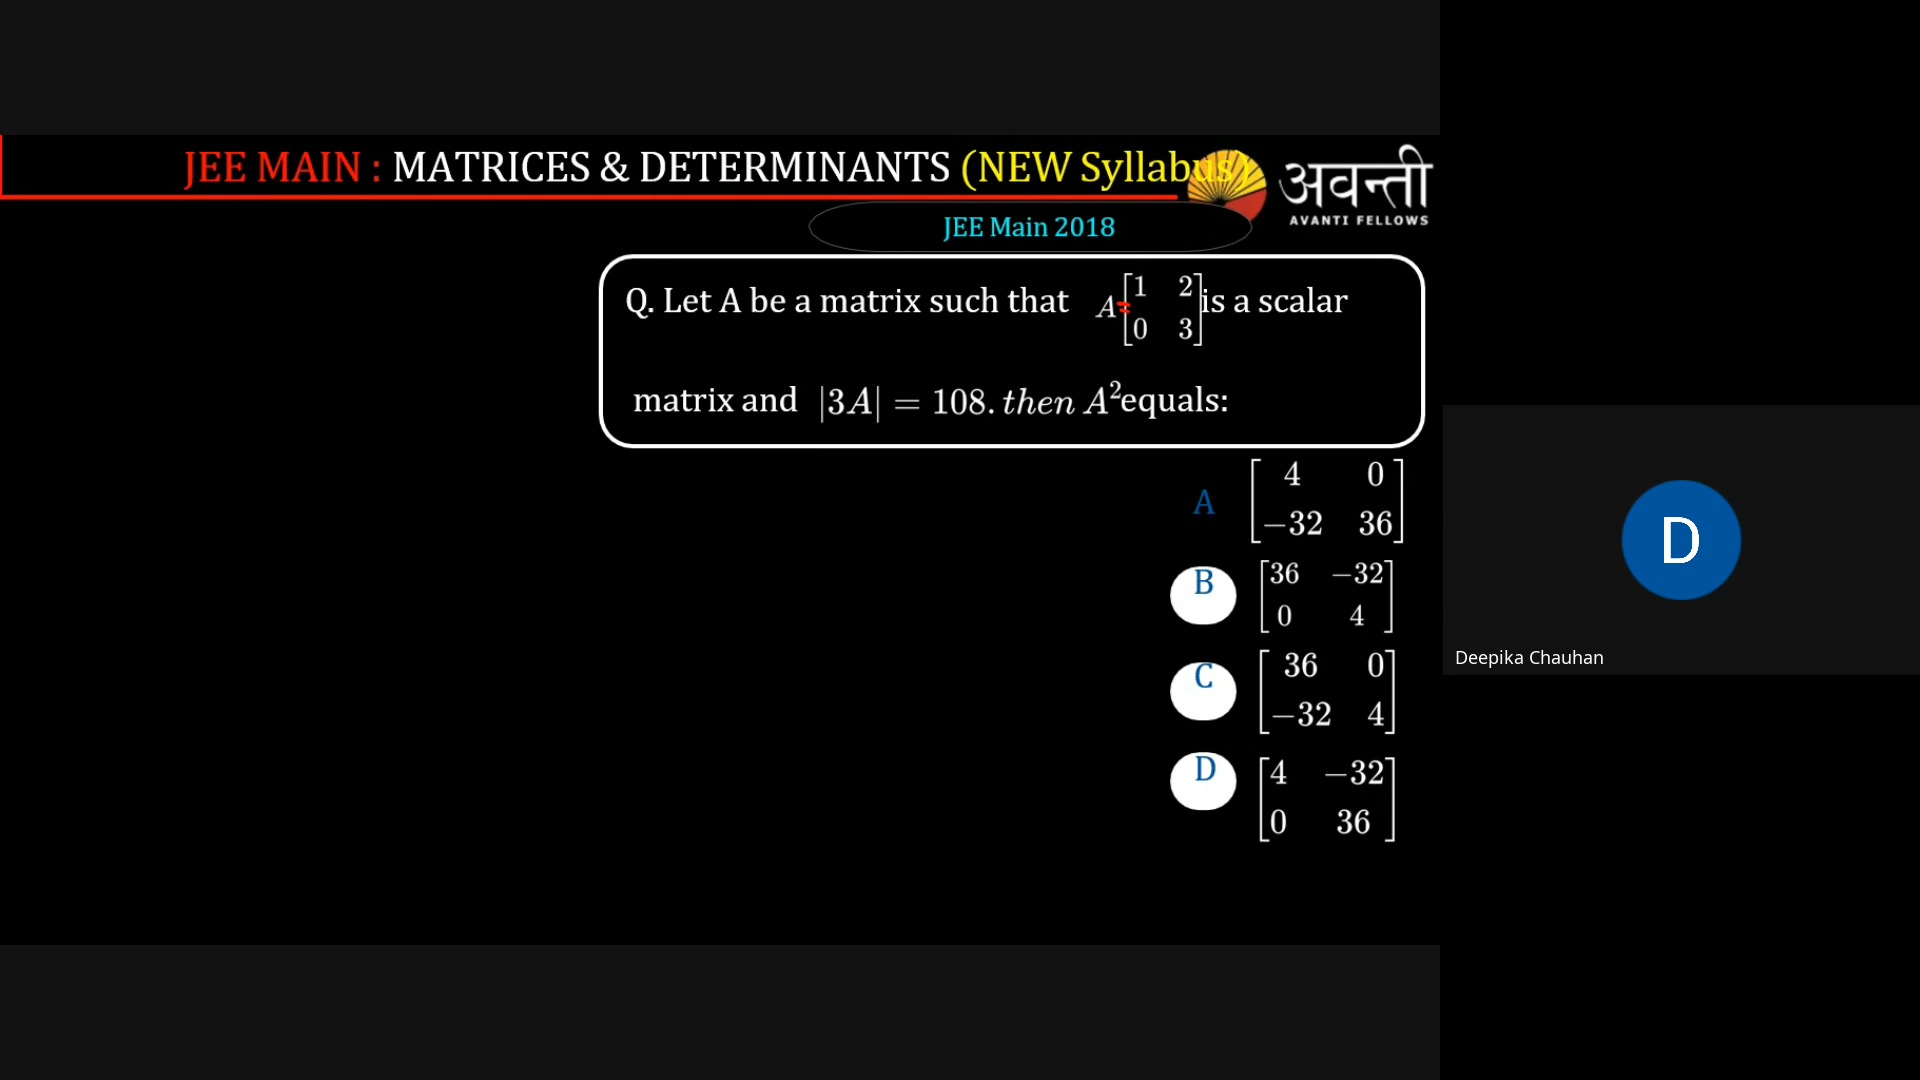 JEE MAIN : MATRICES & DETERMINANTS (NEW Syllabus)
अवन्ती
AVANTI FELLOWS
JEE Main 2018
Q. Let A be a matrix such that A=[1 2 0 3] is a scalar
matrix and |3A| = 108. then A² equals:
A [4 0 −32 36]
B [36 −32 0 4]
C [36 0 −32 4]
D [4 −32 0 36]
D
Deepika Chauhan